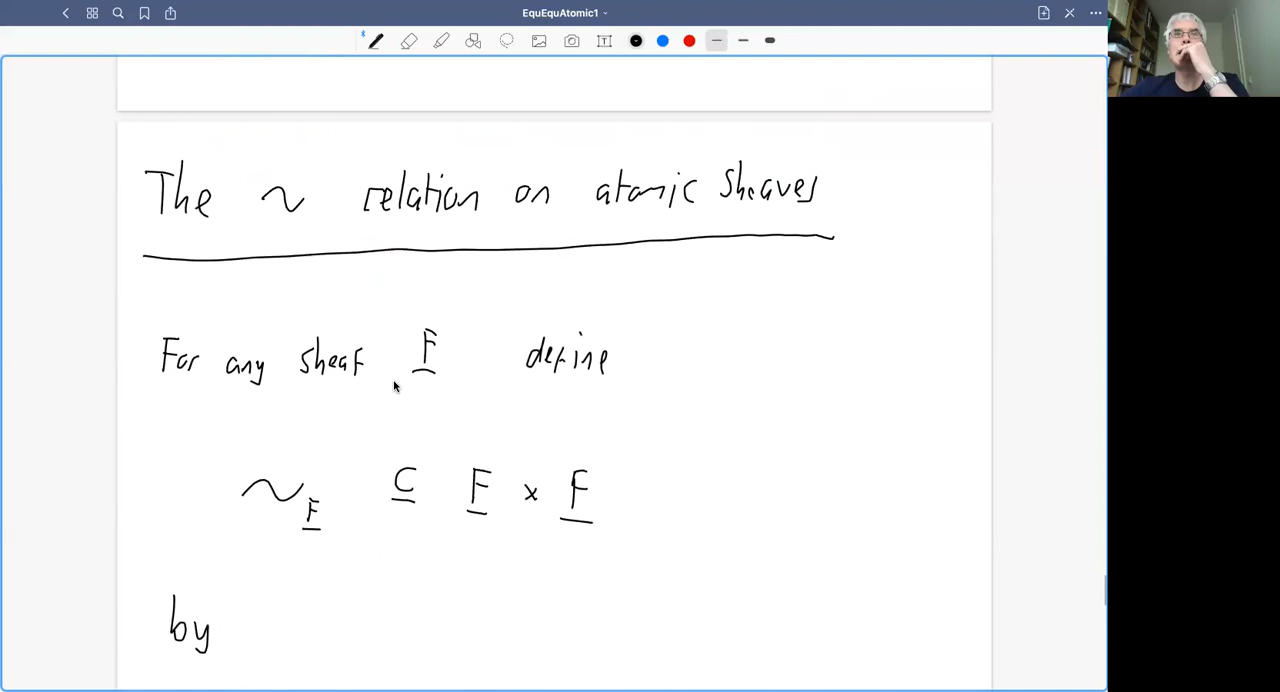 EquEquAtomic1
The ~ relation on atomic sheaves
For any sheaf F define
~F ⊆ F × F
by